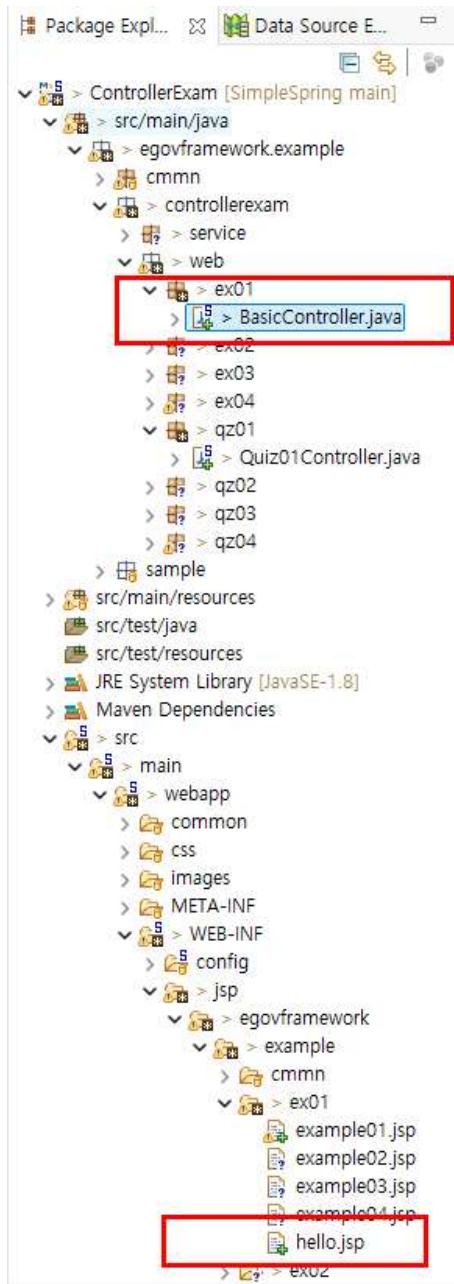 Package Expl... Data Source E...
> ControllerExam [SimpleSpring main]
> src/main/java
> egovframework.example
cmmn
> controllerexam
> service
> web
> ex01
> BasicController.java
> ex02
> ex03
> ex04
> qz01
> Quiz01Controller.java
> qz02
> qz03
> qz04
sample
src/main/resources
src/test/java
src/test/resources
JRE System Library [JavaSE-1.8]
Maven Dependencies
> src
> main
> webapp
common
css
images
META-INF
> WEB-INF
config
> jsp
> egovframework
> example
cmmn
> ex01
example01.jsp
example02.jsp
example03.jsp
example04.jsp
hello.jsp
> ex02